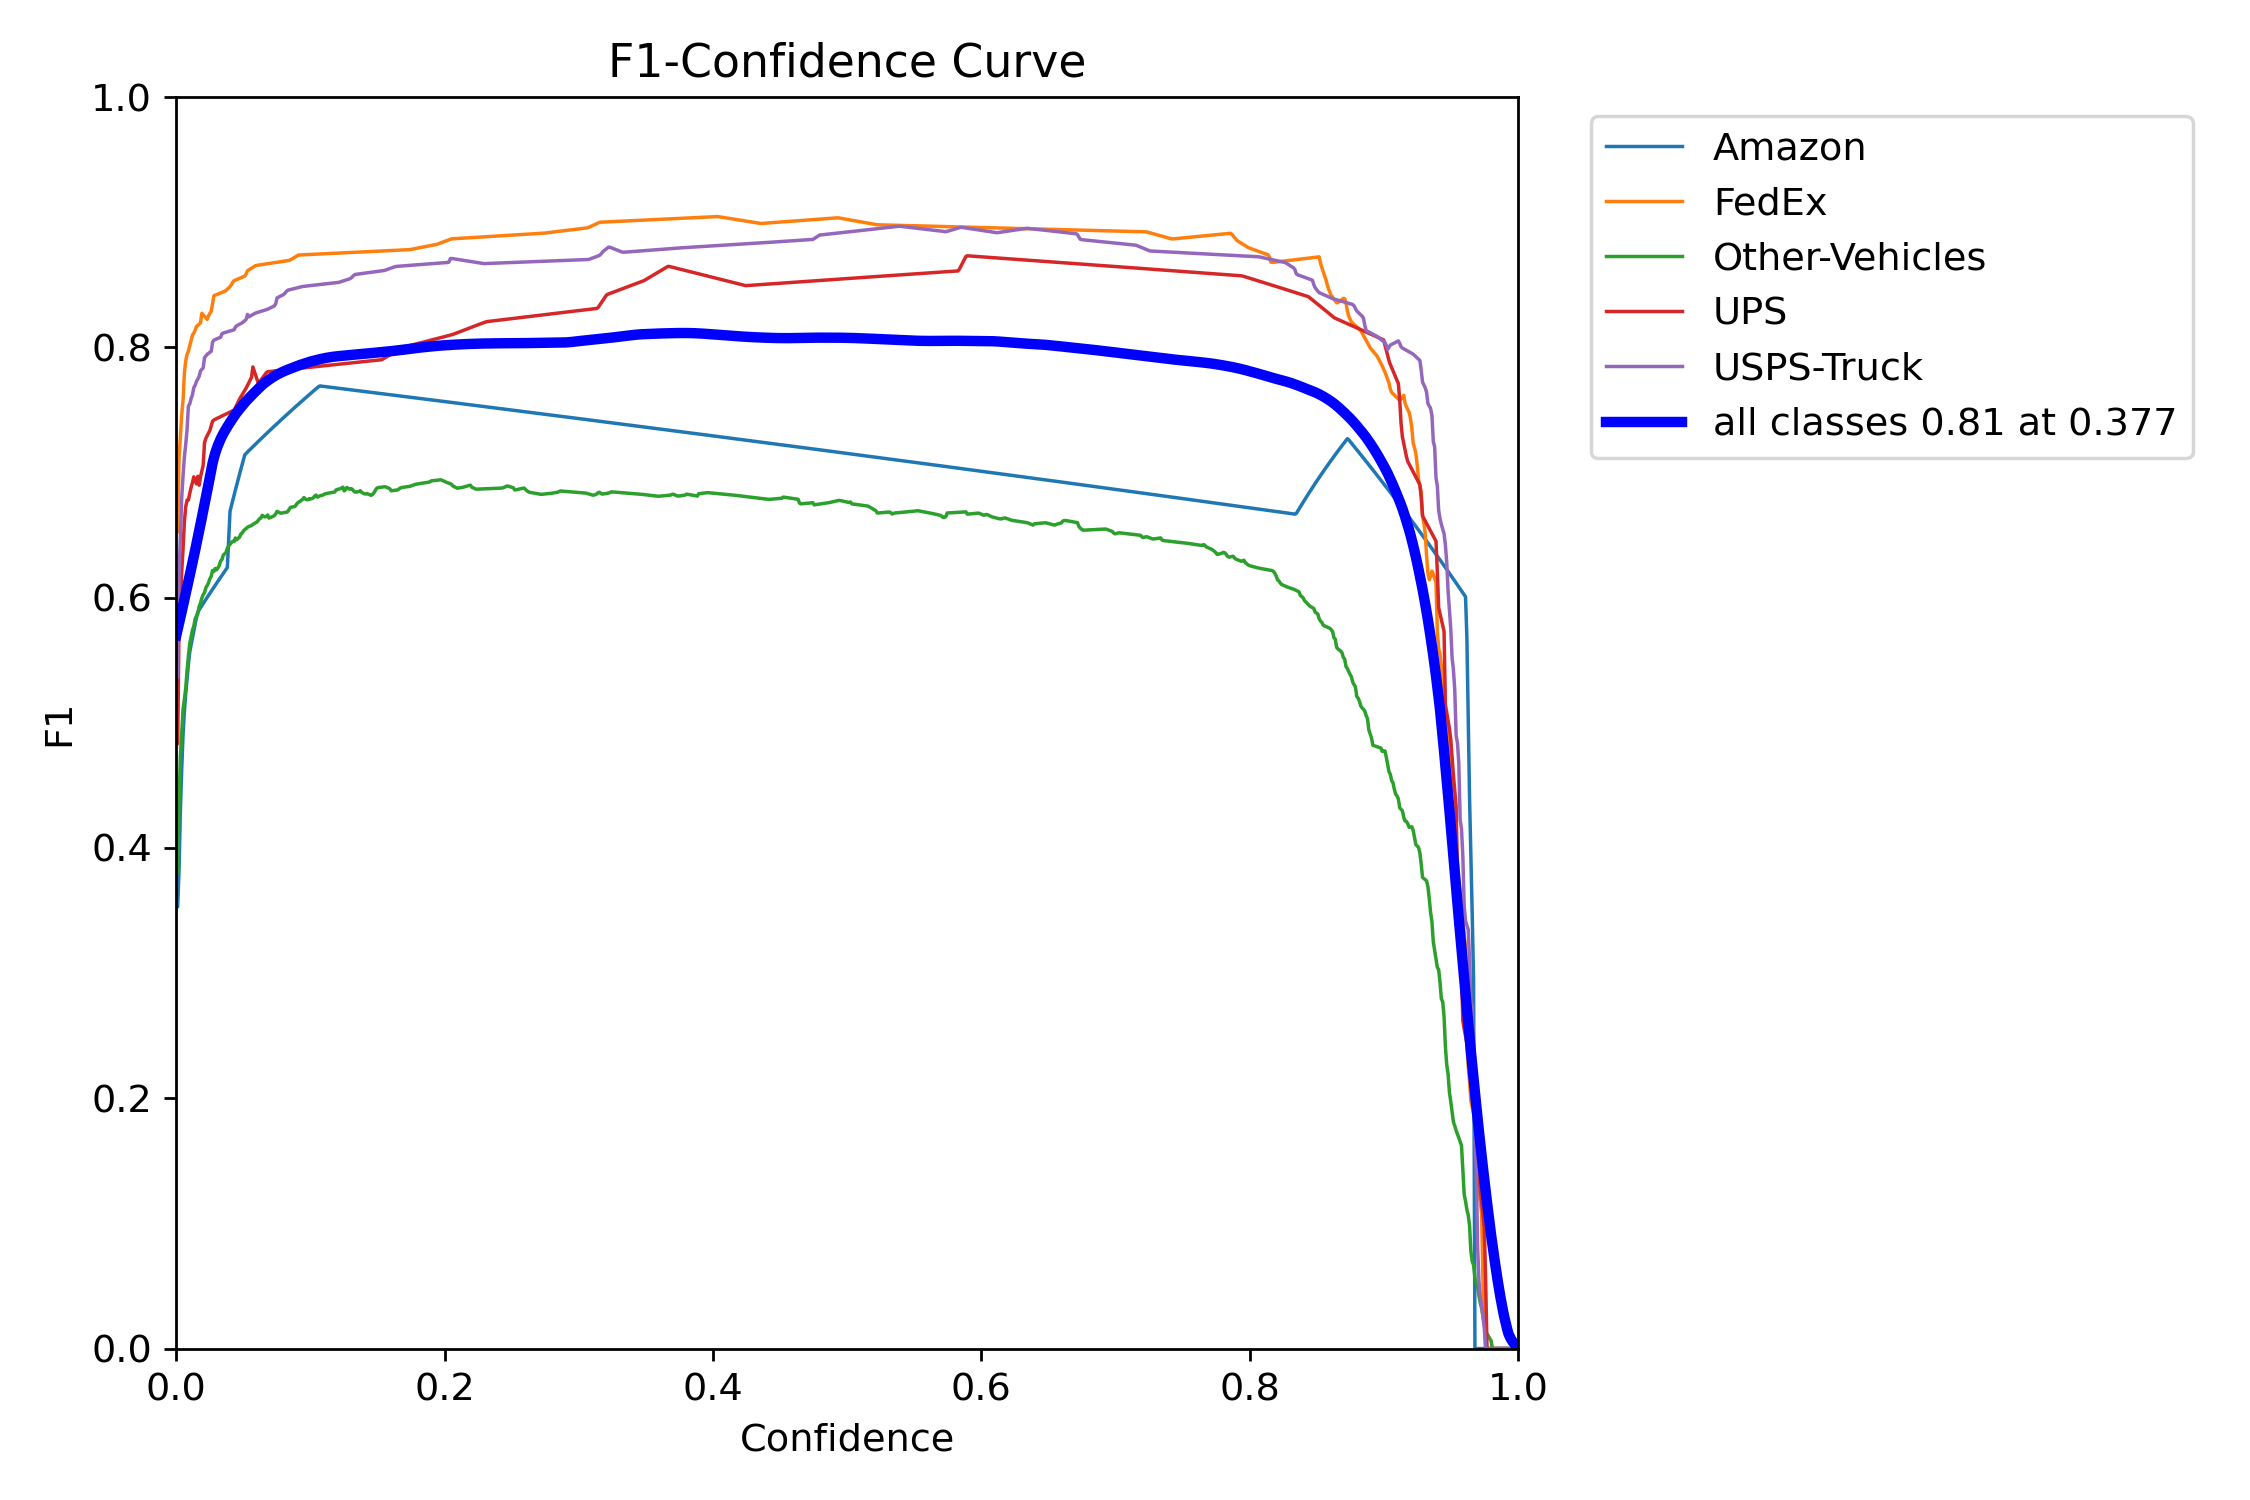 F1-Confidence Curve
1.0
0.8
0.6
0.4
0.2
0.0
F1
0.0 0.2 0.4 0.6 0.8 1.0
Confidence
Amazon
FedEx
Other-Vehicles
UPS
USPS-Truck
all classes 0.81 at 0.377